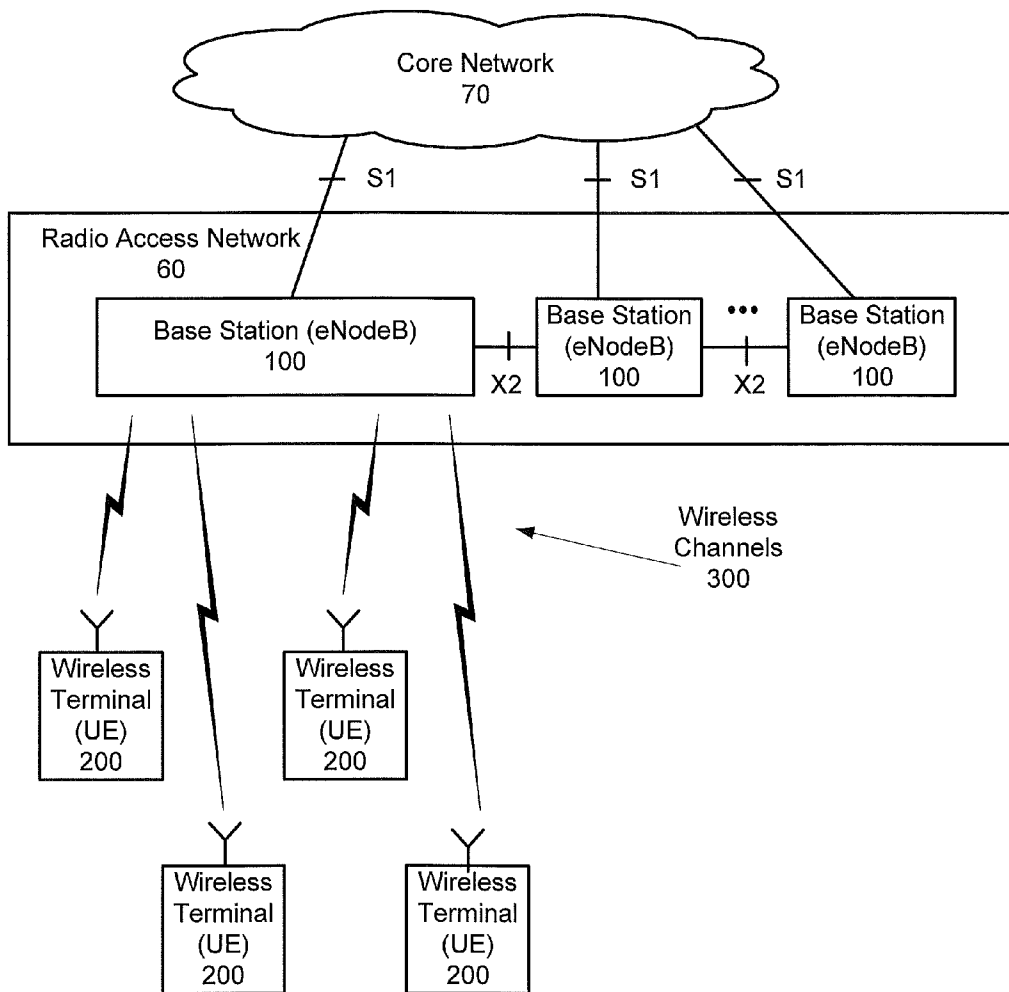 Core Network
70
S1
S1
S1
Radio Access Network
60
Base Station (eNodeB)
100
X2
Base Station
(eNodeB)
100
•••
X2
Base Station
(eNodeB)
100
Wireless
Channels
300
Wireless
Terminal
(UE)
200
Wireless
Terminal
(UE)
200
Wireless
Terminal
(UE)
200
Wireless
Terminal
(UE)
200